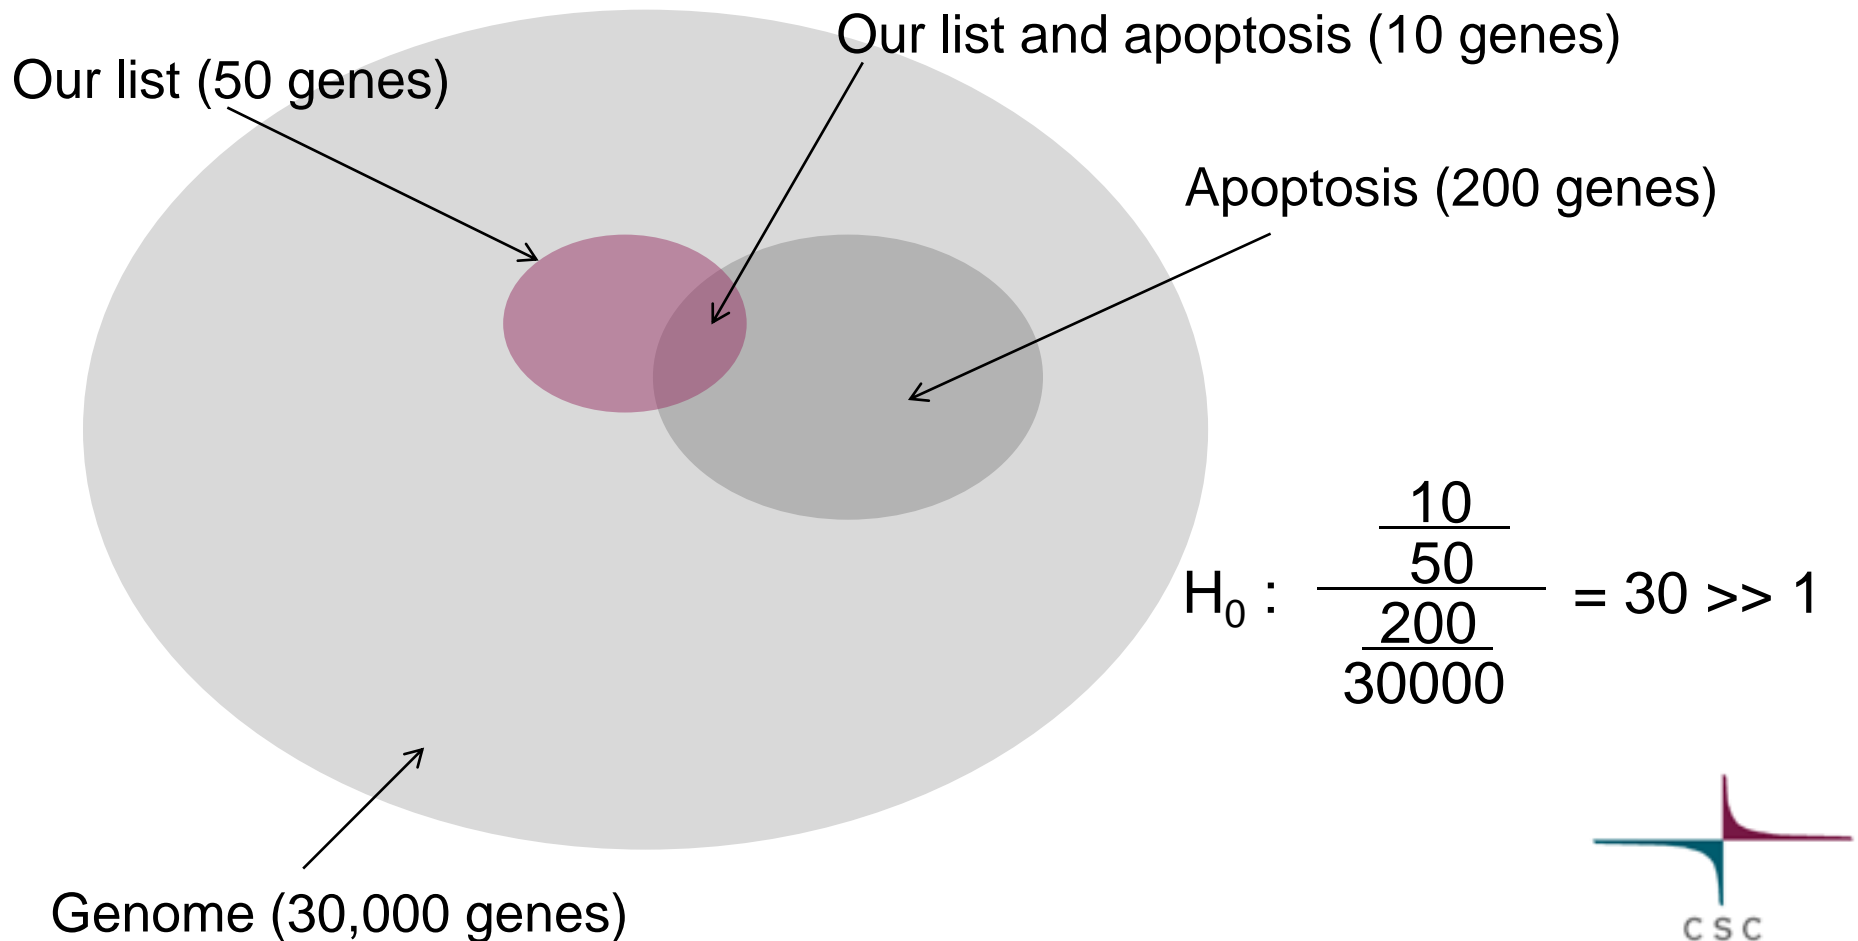 Our list and apoptosis (10 genes)
Our list (50 genes)
Apoptosis (200 genes)
10
50
H₀ : = 30 >> 1
200
30000
Genome (30,000 genes)
C S C